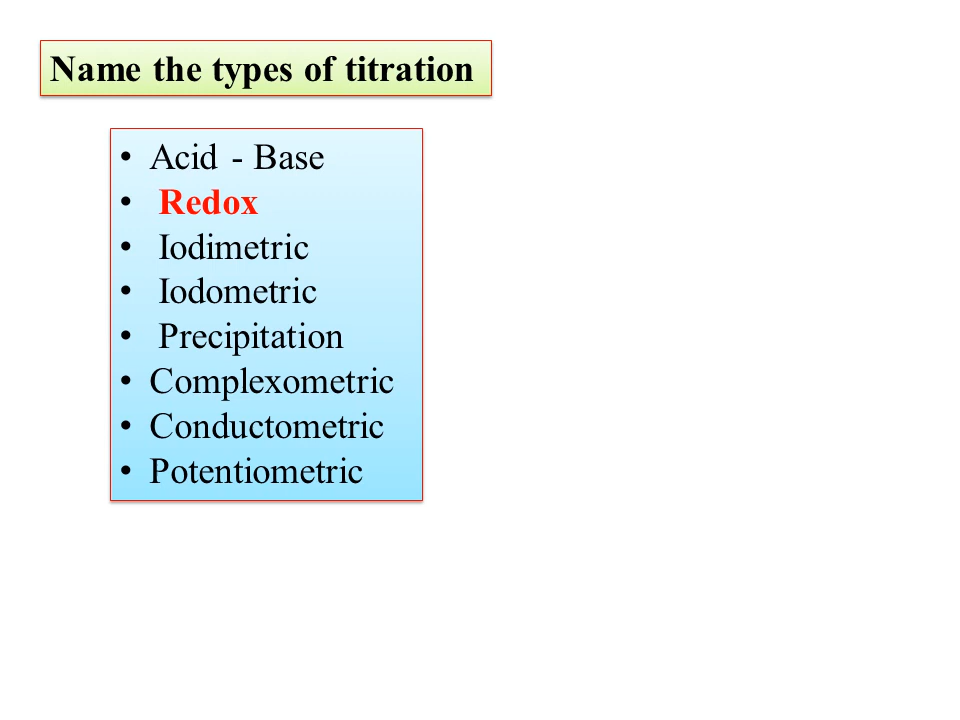 Name the types of titration
• Acid - Base
• Redox
• Iodimetric
• Iodometric
• Precipitation
• Complexometric
• Conductometric
• Potentiometric